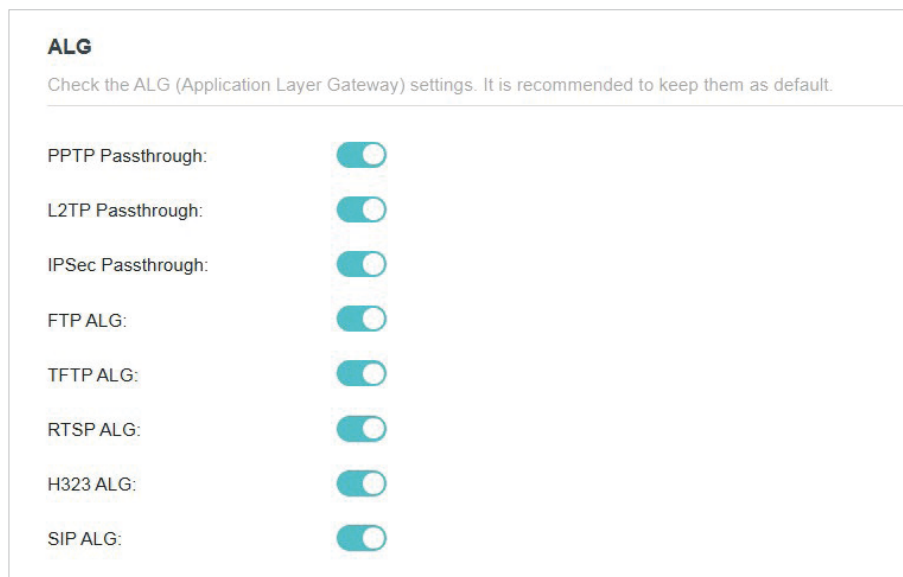 ALG
Check the ALG (Application Layer Gateway) settings. It is recommended to keep them as default.
PPTP Passthrough:
L2TP Passthrough:
IPSec Passthrough:
FTP ALG:
TFTP ALG:
RTSP ALG:
H323 ALG:
SIP ALG: